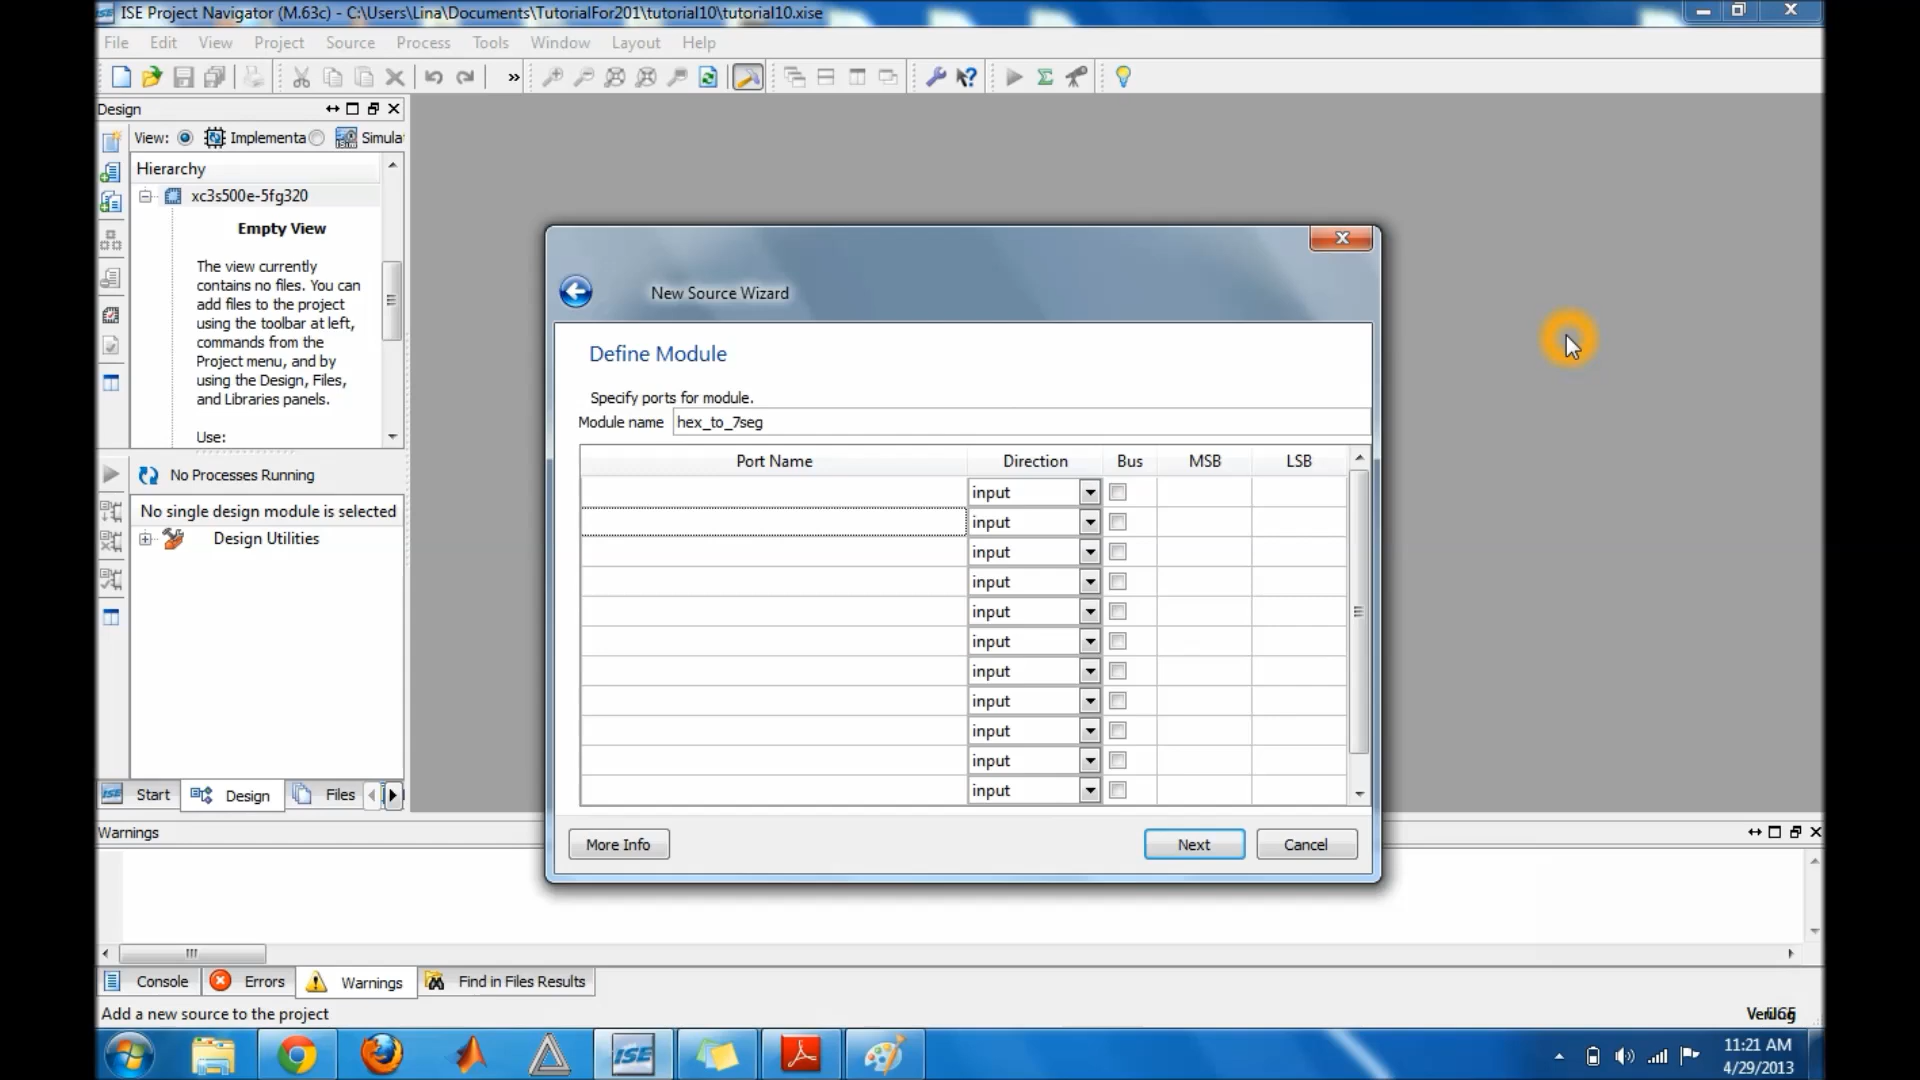 ISE Project Navigator (M.63c) - C:\Users\Lina\Documents\TutorialFor201\tutorial10\tutorial10.xise
File Edit View Project Source Process Tools Window Layout Help
Design
View: Implementa Simula
Hierarchy
xc3s500e-5fg320
Empty View
The view currently
contains no files. You can
add files to the project
using the toolbar at left,
commands from the
Project menu, and by
using the Design, Files,
and Libraries panels.
Use:
No Processes Running
No single design module is selected
Design Utilities
Start Design Files
New Source Wizard
Define Module
Specify ports for module.
Module name hex_to_7seg
Port Name Direction Bus MSB LSB
input
input
input
input
input
input
input
input
input
input
input
More Info Next Cancel
Warnings
Console Errors Warnings Find in Files Results
Add a new source to the project
ISE
11:21 AM
4/29/2013